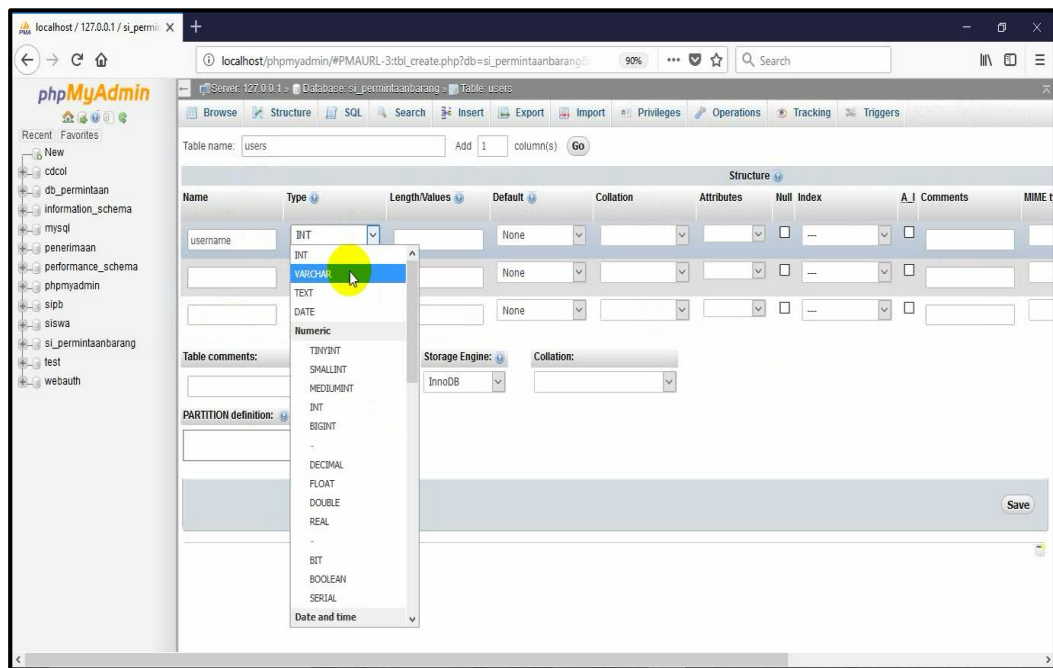 localhost / 127.0.0.1 / si_permin
localhost/phpmyadmin/#PMAURL-3:tbl_create.php?db=si_permintaanbarang&
90%
Search
phpMyAdmin
Recent Favorites
New
cdcol
db_permintaan
information_schema
mysql
penerimaan
performance_schema
phpmyadmin
sipb
siswa
si_permintaanbarang
test
webauth
Server: 127.0.0.1 » Database: si_permintaanbarang » Table: users
Browse Structure SQL Search Insert Export Import Privileges Operations Tracking Triggers
Table name: users Add 1 column(s) Go
Structure
Name Type Length/Values Default Collation Attributes Null Index A_I Comments MIME t
username INT None ---
None ---
None ---
INT
VARCHAR
TEXT
DATE
Numeric
TINYINT
SMALLINT
MEDIUMINT
INT
BIGINT
-
DECIMAL
FLOAT
DOUBLE
REAL
-
BIT
BOOLEAN
SERIAL
Date and time
Table comments: Storage Engine: Collation:
InnoDB
PARTITION definition:
Save